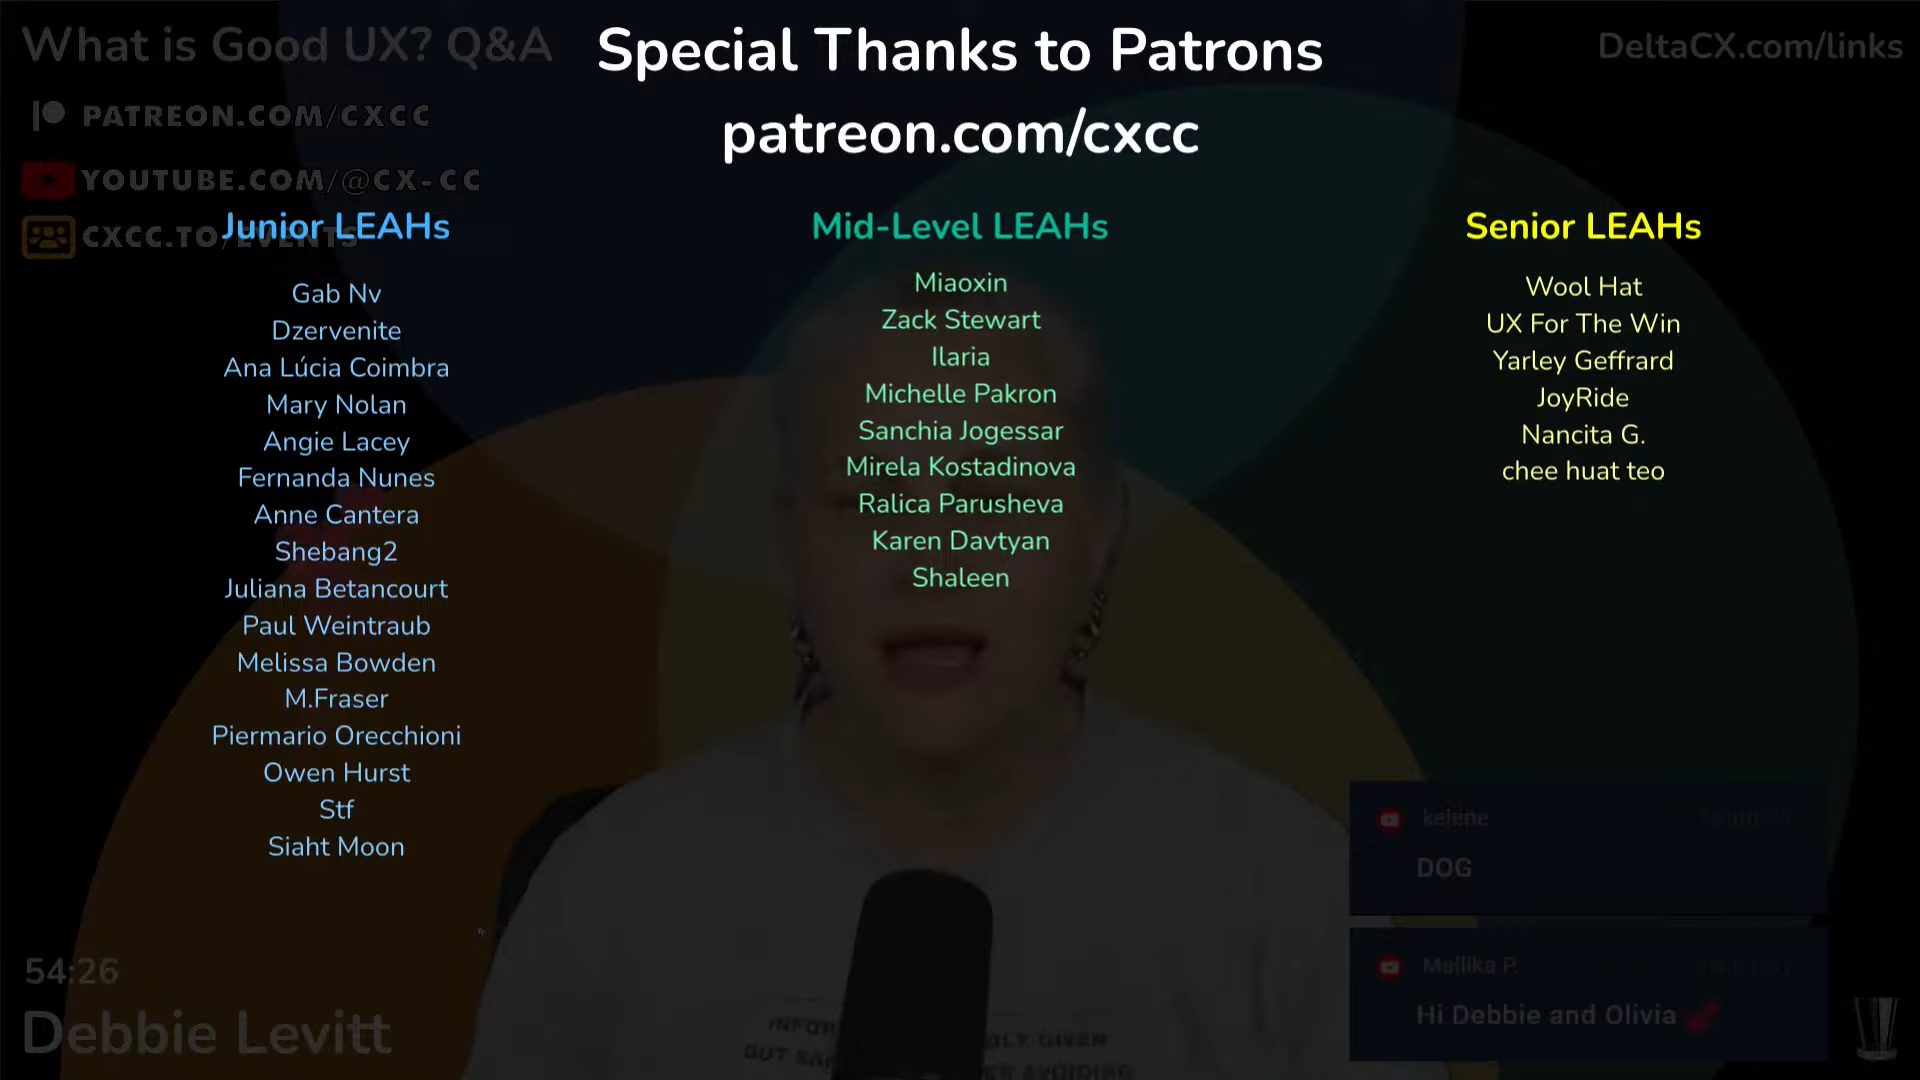 What is Good UX? Q&A
Special Thanks to Patrons
DeltaCX.com/links
PATREON.COM/CXCC
patreon.com/cxcc
YOUTUBE.COM/@CX-CC
CXCC.TO/EVENTS
Junior LEAHs
Gab Nv
Dzervenite
Ana Lúcia Coimbra
Mary Nolan
Angie Lacey
Fernanda Nunes
Anne Cantera
Shebang2
Juliana Betancourt
Paul Weintraub
Melissa Bowden
M.Fraser
Piermario Orecchioni
Owen Hurst
Stf
Siaht Moon
Mid-Level LEAHs
Miaoxin
Zack Stewart
Ilaria
Michelle Pakron
Sanchia Jogessar
Mirela Kostadinova
Ralica Parusheva
Karen Davtyan
Shaleen
Senior LEAHs
Wool Hat
UX For The Win
Yarley Geffrard
JoyRide
Nancita G.
chee huat teo
kelene
DOG
Mallika P.
Hi Debbie and Olivia
54:26
Debbie Levitt
BUT
AVOIDING